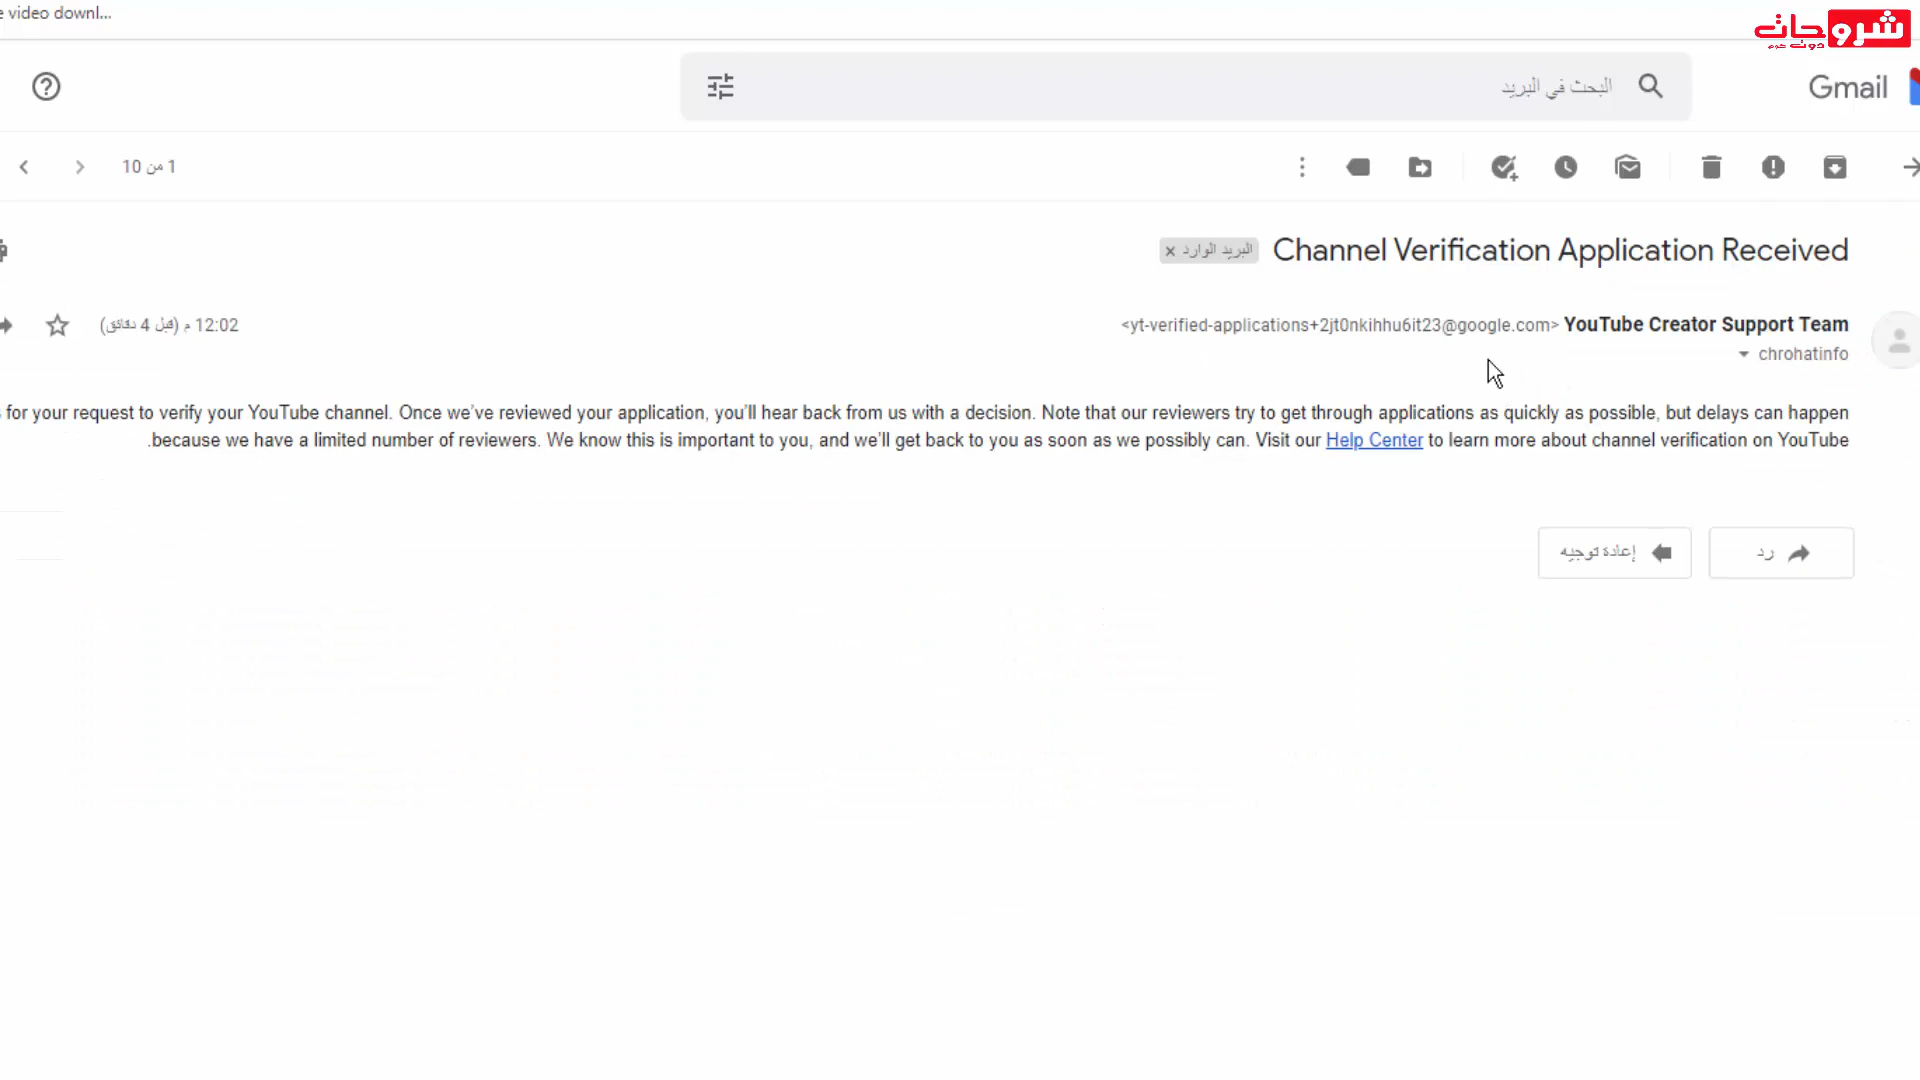 e video downl...
شروحات
دوت كوم
Gmail
البحث في البريد
1 من 10
Channel Verification Application Received
البريد الوارد ×
YouTube Creator Support Team <yt-verified-applications+2jt0nkihhu6it23@google.com>
12:02 م (قبل 4 دقائق)
chrohatinfo
for your request to verify your YouTube channel. Once we've reviewed your application, you'll hear back from us with a decision. Note that our reviewers try to get through applications as quickly as possible, but delays can happen
because we have a limited number of reviewers. We know this is important to you, and we'll get back to you as soon as we possibly can. Visit our Help Center to learn more about channel verification on YouTube.
رد
إعادة توجيه